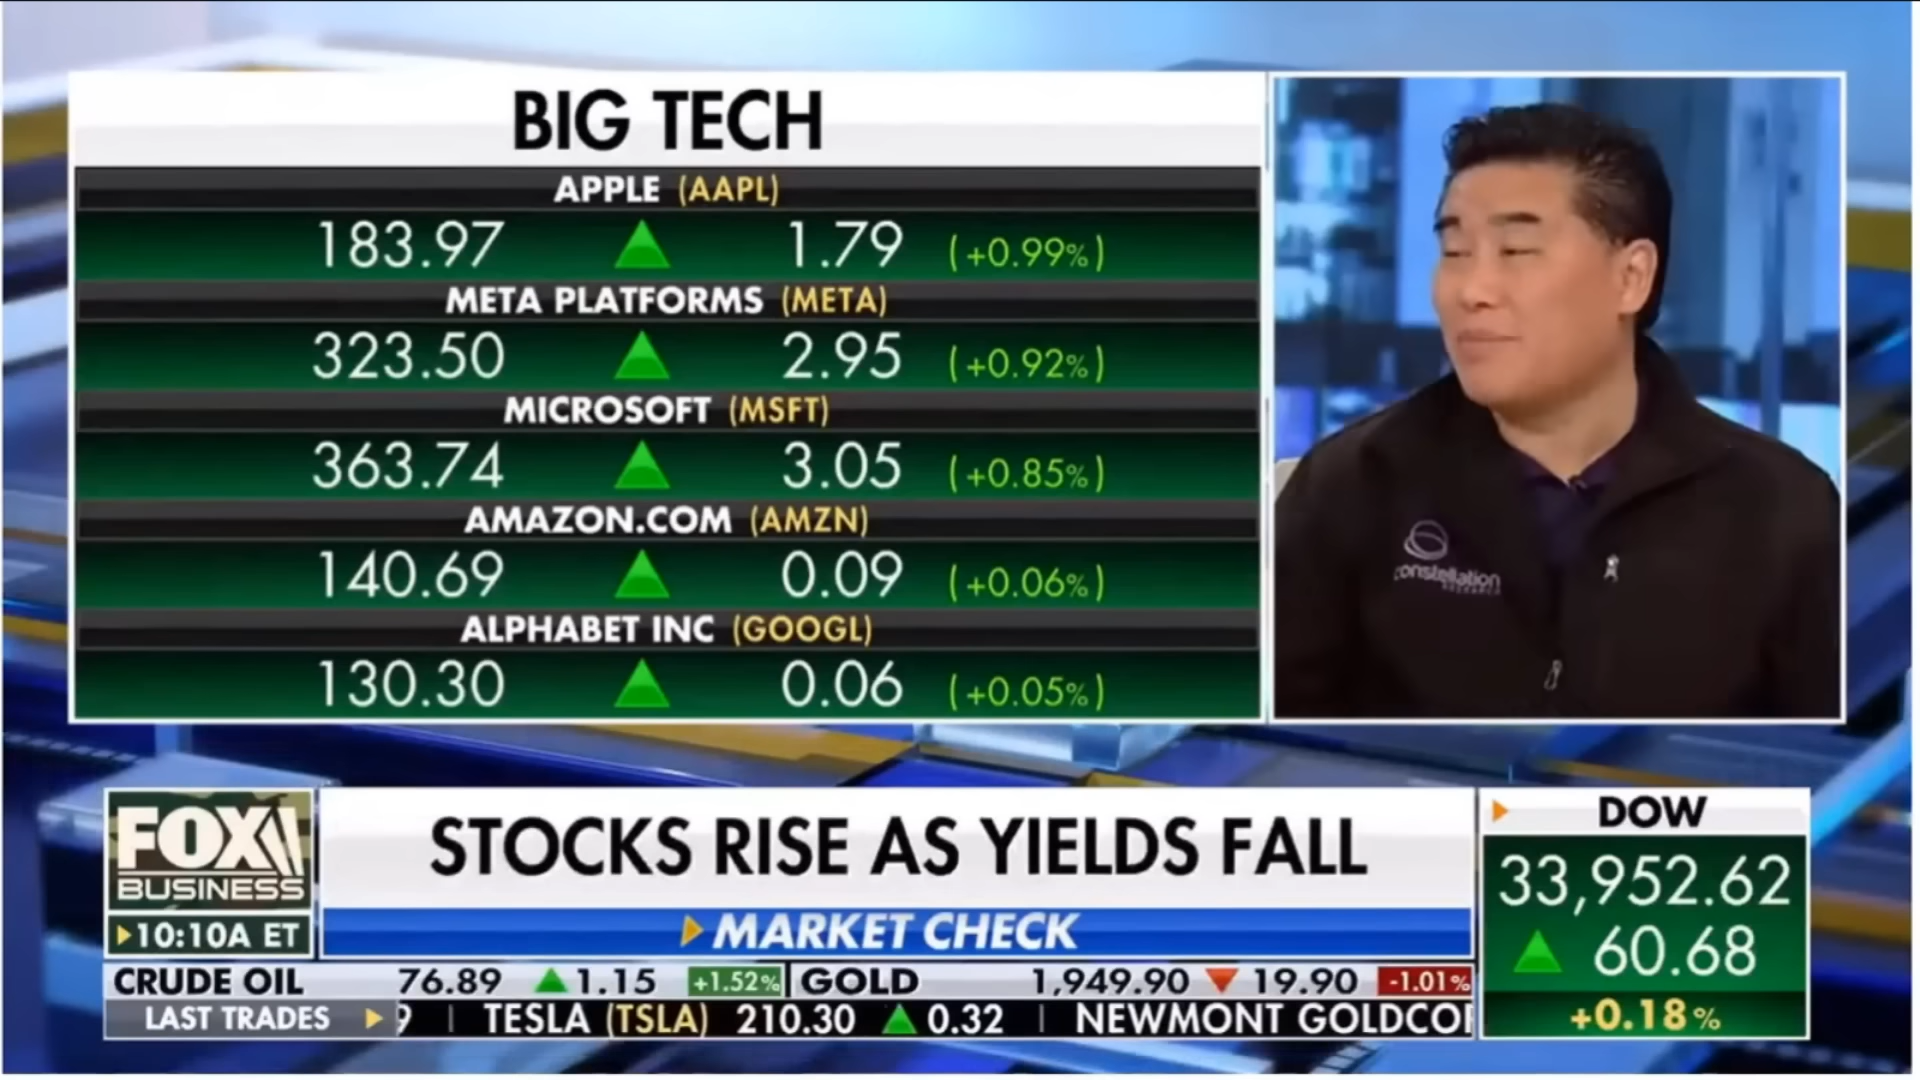 BIG TECH
APPLE (AAPL)
183.97 ▲ 1.79 (+0.99%)
META PLATFORMS (META)
323.50 ▲ 2.95 (+0.92%)
MICROSOFT (MSFT)
363.74 ▲ 3.05 (+0.85%)
AMAZON.COM (AMZN)
140.69 ▲ 0.09 (+0.06%)
ALPHABET INC (GOOGL)
130.30 ▲ 0.06 (+0.05%)
constellation
RESEARCH
FOX
BUSINESS
10:10A ET
STOCKS RISE AS YIELDS FALL
MARKET CHECK
DOW
33,952.62
▲ 60.68
+0.18%
CRUDE OIL 76.89 ▲ 1.15 +1.52% GOLD 1,949.90 ▼ 19.90 -1.01%
LAST TRADES 9 | TESLA (TSLA) 210.30 ▲ 0.32 | NEWMONT GOLDCO